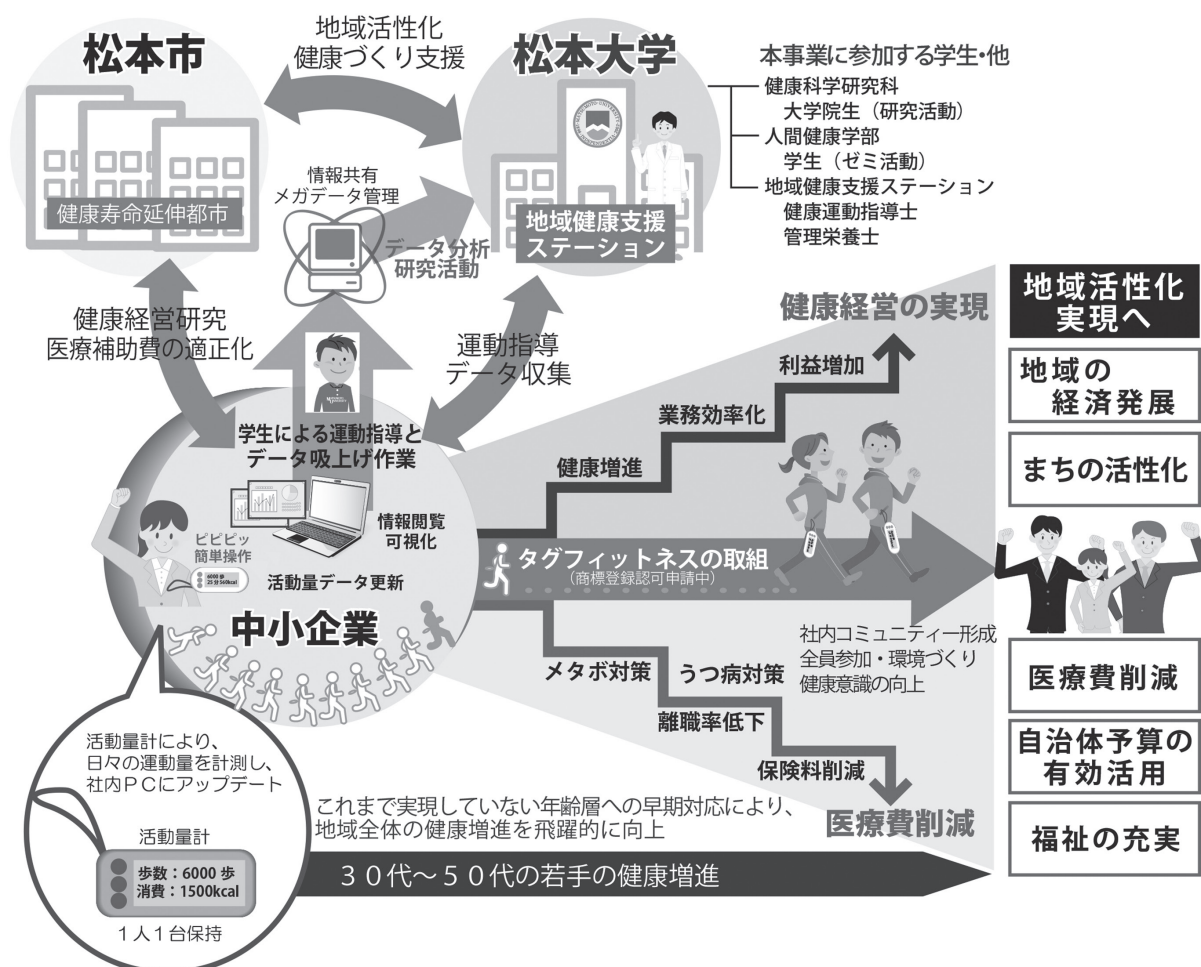 松本市
健康寿命延伸都市
地域活性化
健康づくり支援
松本大学
地域健康支援
ステーション
本事業に参加する学生・他
健康科学研究科
大学院生（研究活動）
人間健康学部
学生（ゼミ活動）
地域健康支援ステーション
健康運動指導士
管理栄養士
情報共有
メガデータ管理
データ分析
研究活動
健康経営研究
医療補助費の適正化
運動指導
データ収集
学生による運動指導と
データ吸上げ作業
情報閲覧
可視化
ピピピッ
簡単操作
活動量データ更新
中小企業
活動量計により、
日々の運動量を計測し、
社内PCにアップデート
活動量計
歩数：6000 歩
消費：1500kcal
1人1台保持
健康経営の実現
利益増加
業務効率化
健康増進
タグフィットネスの取組
(商標登録認可申請中)
社内コミュニティー形成
全員参加・環境づくり
健康意識の向上
メタボ対策
うつ病対策
離職率低下
保険料削減
医療費削減
これまで実現していない年齢層への早期対応により、
地域全体の健康増進を飛躍的に向上
３０代～５０代の若手の健康増進
地域活性化
実現へ
地域の
経済発展
まちの活性化
医療費削減
自治体予算の
有効活用
福祉の充実